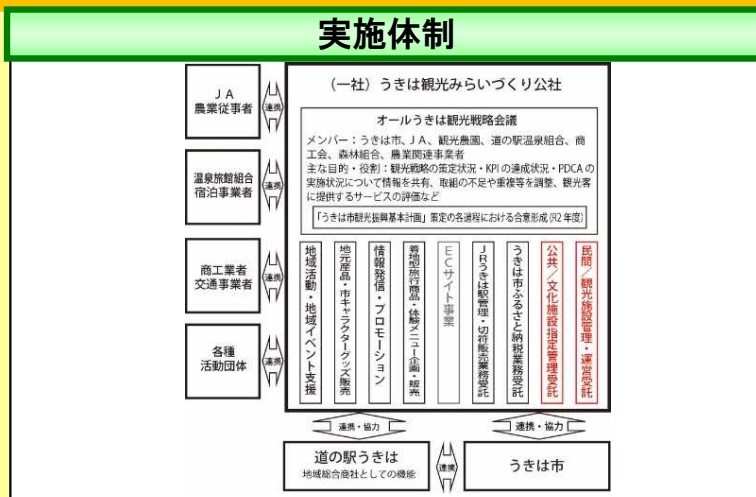 実施体制
(一社)うきは観光みらいづくり公社
オールうきは観光戦略会議
メンバー:うきは市、JA、観光農園、道の駅温泉組合、商
工会、森林組合、農業関連事業者
主な目的・役割:観光戦略の策定状況・KPIの達成状況・PDCAの
実施状況について情報を共有、取組の不足や重複等を調整、観光客
に提供するサービスの評価など
「うきは市観光振興基本計画」策定の各過程における合意形成(R2年度)
JA
農業従事者
連携
温泉旅館組合
宿泊事業者
連携
商工業者
交通事業者
連携
各種
活動団体
連携
地域活動・地域イベント支援
地元産品・市キャラクターグッズ販売
情報発信・プロモーション
着地型旅行商品・体験メニュー企画・販売
ECサイト事業
JRうきは駅管理・切符販売業務受託
うきは市ふるさと納税業務受託
公共/文化施設指定管理受託
民間/観光施設管理・運営受託
連携・協力
連携・協力
道の駅うきは
地域総合商社としての機能
連携
うきは市